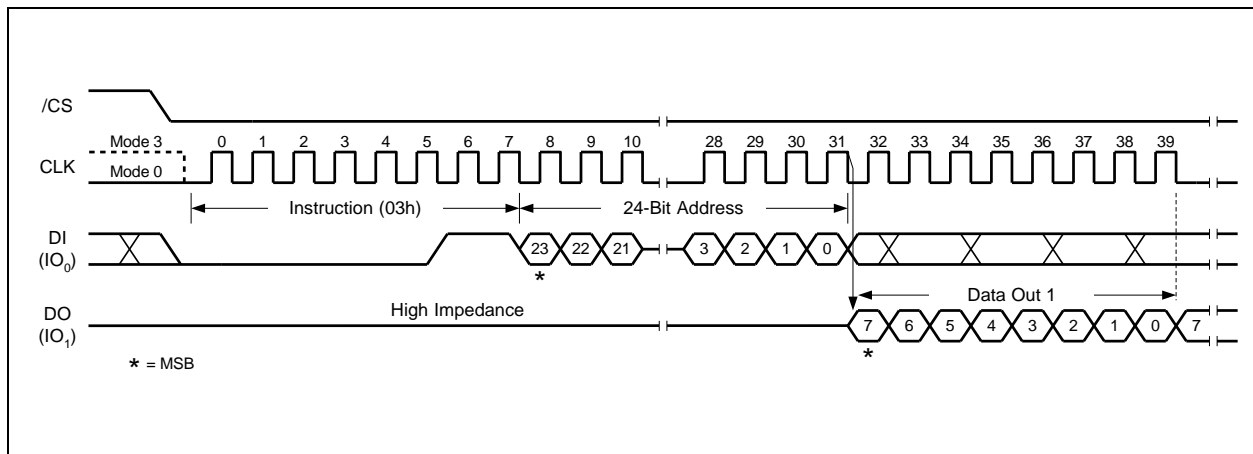 /CS
Mode 3 0 1 2 3 4 5 6 7 8 9 10 28 29 30 31 32 33 34 35 36 37 38 39
CLK Mode 0
Instruction (03h) 24-Bit Address
DI
(IO0) 23 22 21 3 2 1 0
*
High Impedance Data Out 1
DO
(IO1) 7 6 5 4 3 2 1 0 7
*
* = MSB